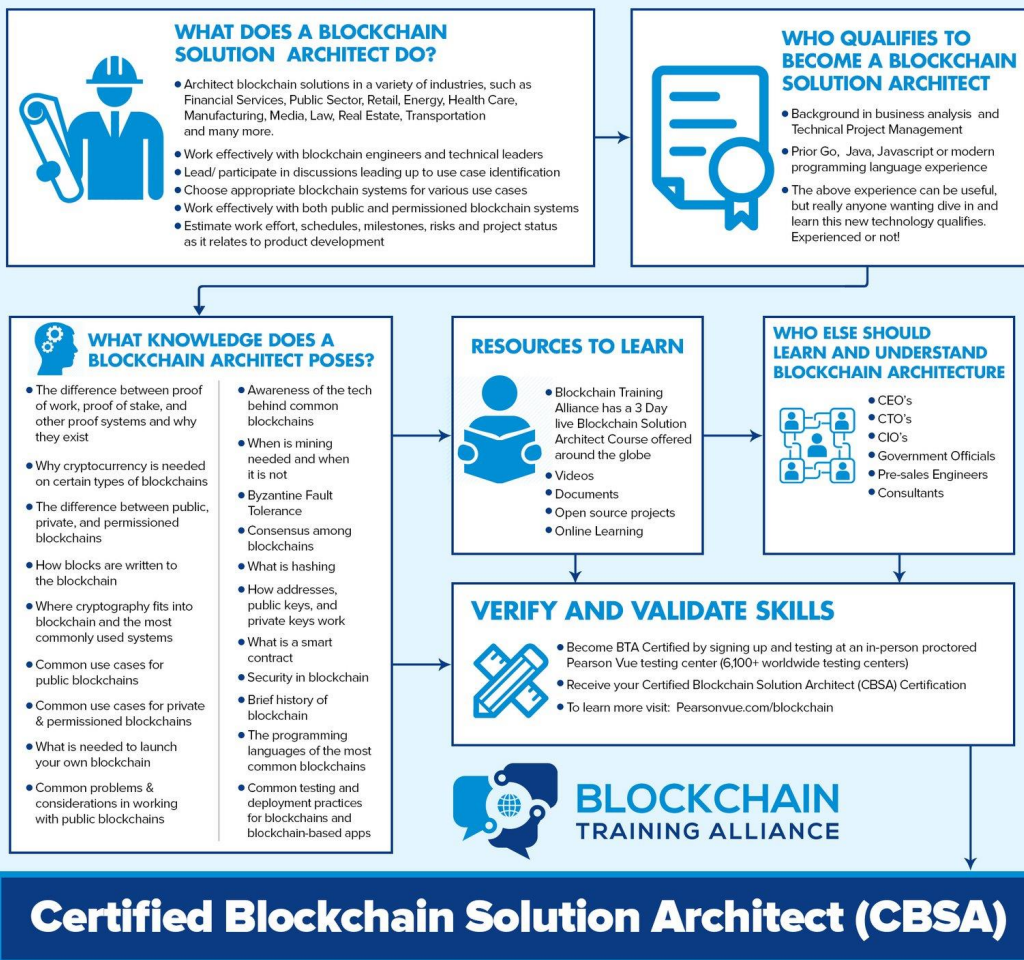 WHAT DOES A BLOCKCHAIN
SOLUTION ARCHITECT DO?
• Architect blockchain solutions in a variety of industries, such as
Financial Services, Public Sector, Retail, Energy, Health Care,
Manufacturing, Media, Law, Real Estate, Transportation
and many more.
• Work effectively with blockchain engineers and technical leaders
• Lead/ participate in discussions leading up to use case identification
• Choose appropriate blockchain systems for various use cases
• Work effectively with both public and permissioned blockchain systems
• Estimate work effort, schedules, milestones, risks and project status
as it relates to product development
WHO QUALIFIES TO
BECOME A BLOCKCHAIN
SOLUTION ARCHITECT
• Background in business analysis and
Technical Project Management
• Prior Go, Java, Javascript or modern
programming language experience
• The above experience can be useful,
but really anyone wanting dive in and
learn this new technology qualifies.
Experienced or not!
WHAT KNOWLEDGE DOES A
BLOCKCHAIN ARCHITECT POSES?
• The difference between proof
of work, proof of stake, and
other proof systems and why
they exist
• Why cryptocurrency is needed
on certain types of blockchains
• The difference between public,
private, and permissioned
blockchains
• How blocks are written to
the blockchain
• Where cryptography fits into
blockchain and the most
commonly used systems
• Common use cases for
public blockchains
• Common use cases for private
& permissioned blockchains
• What is needed to launch
your own blockchain
• Common problems &
considerations in working
with public blockchains
• Awareness of the tech
behind common
blockchains
• When is mining
needed and when
it is not
• Byzantine Fault
Tolerance
• Consensus among
blockchains
• What is hashing
• How addresses,
public keys, and
private keys work
• What is a smart
contract
• Security in blockchain
• Brief history of
blockchain
• The programming
languages of the most
common blockchains
• Common testing and
deployment practices
for blockchains and
blockchain-based apps
RESOURCES TO LEARN
• Blockchain Training
Alliance has a 3 Day
live Blockchain Solution
Architect Course offered
around the globe
• Videos
• Documents
• Open source projects
• Online Learning
WHO ELSE SHOULD
LEARN AND UNDERSTAND
BLOCKCHAIN ARCHITECTURE
• CEO's
• CTO's
• CIO's
• Government Officials
• Pre-sales Engineers
• Consultants
VERIFY AND VALIDATE SKILLS
• Become BTA Certified by signing up and testing at an in-person proctored
Pearson Vue testing center (6,100+ worldwide testing centers)
• Receive your Certified Blockchain Solution Architect (CBSA) Certification
• To learn more visit: Pearsonvue.com/blockchain
BLOCKCHAIN
TRAINING ALLIANCE
Certified Blockchain Solution Architect (CBSA)